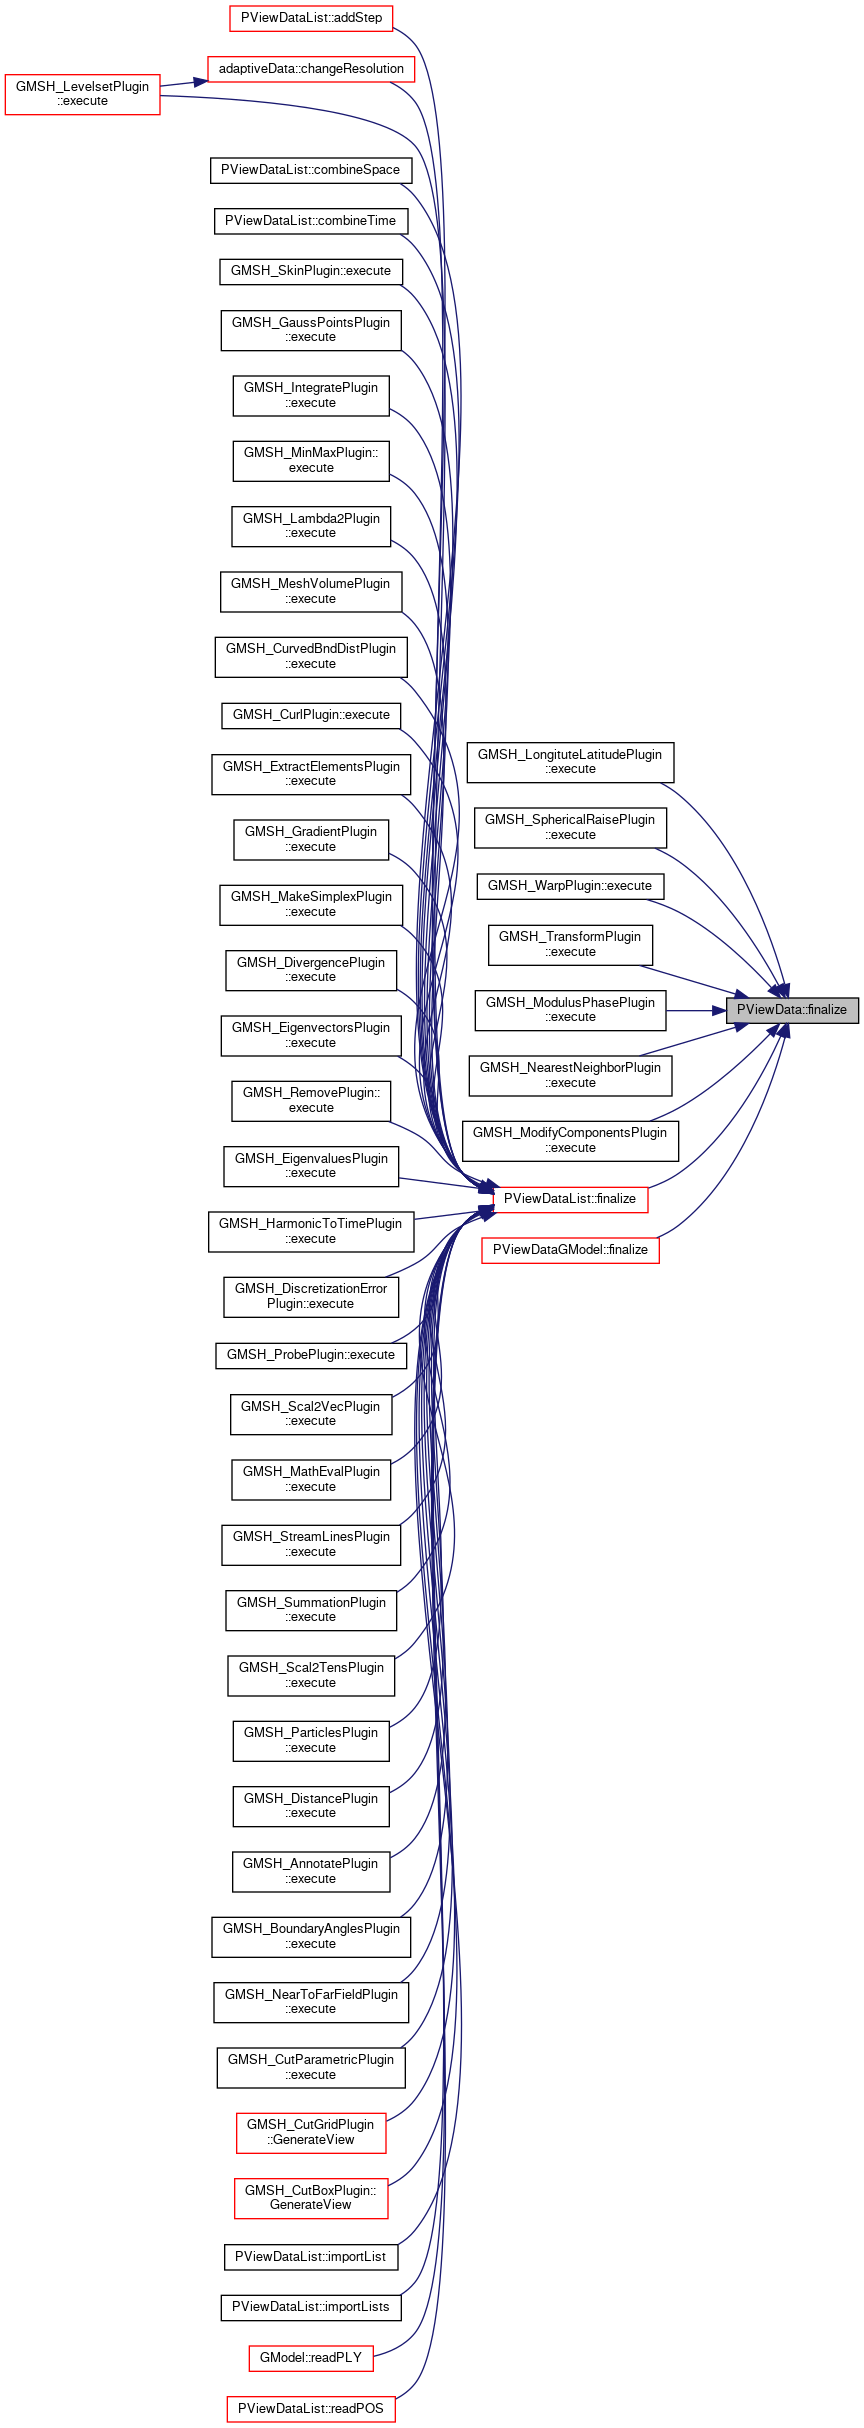 PViewDataList::addStep
adaptiveData::changeResolution
GMSH_LevelsetPlugin
::execute
PViewDataList::combineSpace
PViewDataList::combineTime
GMSH_SkinPlugin::execute
GMSH_GaussPointsPlugin
::execute
GMSH_IntegratePlugin
::execute
GMSH_MinMaxPlugin::
execute
GMSH_Lambda2Plugin
::execute
GMSH_MeshVolumePlugin
::execute
GMSH_CurvedBndDistPlugin
::execute
GMSH_CurlPlugin::execute
GMSH_ExtractElementsPlugin
::execute
GMSH_GradientPlugin
::execute
GMSH_MakeSimplexPlugin
::execute
GMSH_DivergencePlugin
::execute
GMSH_EigenvectorsPlugin
::execute
GMSH_RemovePlugin::
execute
GMSH_EigenvaluesPlugin
::execute
GMSH_HarmonicToTimePlugin
::execute
GMSH_DiscretizationError
Plugin::execute
GMSH_ProbePlugin::execute
GMSH_Scal2VecPlugin
::execute
GMSH_MathEvalPlugin
::execute
GMSH_StreamLinesPlugin
::execute
GMSH_SummationPlugin
::execute
GMSH_Scal2TensPlugin
::execute
GMSH_ParticlesPlugin
::execute
GMSH_DistancePlugin
::execute
GMSH_AnnotatePlugin
::execute
GMSH_BoundaryAnglesPlugin
::execute
GMSH_NearToFarFieldPlugin
::execute
GMSH_CutParametricPlugin
::execute
GMSH_CutGridPlugin
::GenerateView
GMSH_CutBoxPlugin::
GenerateView
PViewDataList::importList
PViewDataList::importLists
GModel::readPLY
PViewDataList::readPOS
GMSH_LongituteLatitudePlugin
::execute
GMSH_SphericalRaisePlugin
::execute
GMSH_WarpPlugin::execute
GMSH_TransformPlugin
::execute
GMSH_ModulusPhasePlugin
::execute
GMSH_NearestNeighborPlugin
::execute
GMSH_ModifyComponentsPlugin
::execute
PViewDataList::finalize
PViewDataGModel::finalize
PViewData::finalize